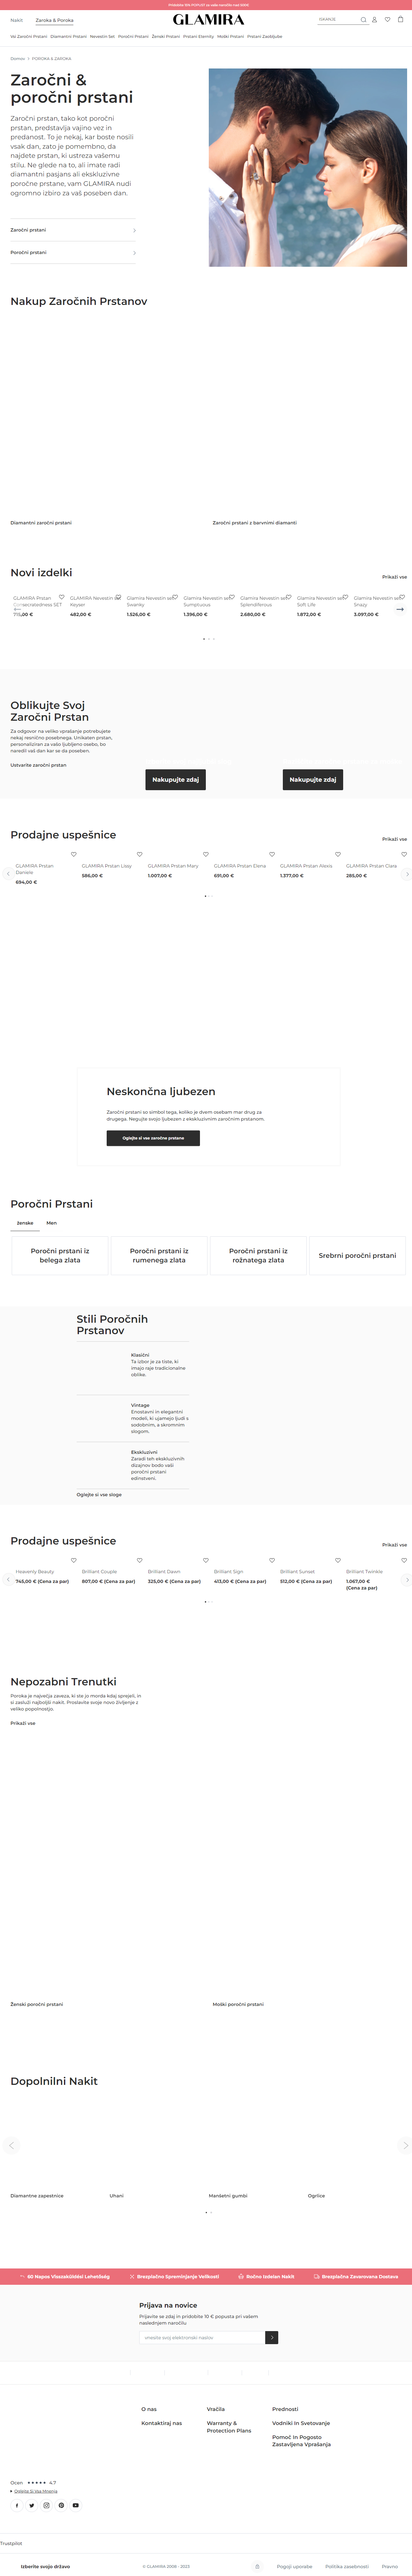 Nakit
Zaroka & Poroka
GLAMIRA
ISKANJE
Vsi Zaročni Prstani
Diamantni Prstani
Nevestin Set
Poročni Prstani
Ženski Prstani
Prstani Eternity
Moški Prstani
Prstani Zaobljube
Domov > POROKA & ZAROKA
Zaročni &
poročni prstani
Zaročni prstan, tako kot poročni
prstan, predstavlja vajino vez in
predanost. To je nekaj, kar boste nosili
vsak dan, zato je pomembno, da
najdete prstan, ki ustreza vašemu
stilu. Ne glede na to, ali imate radi
diamantni pasjans ali ekskluzivne
poročne prstane, vam GLAMIRA nudi
ogromno izbiro za vaš poseben dan.
Zaročni prstani
Poročni prstani
Nakup Zaročnih Prstanov
Diamantni zaročni prstani
Zaročni prstani z barvnimi diamanti
Novi izdelki
Prikaži vse
GLAMIRA Prstan
SET
GLAMIRA Nevestin set
Keyser
482,00 €
Glamira Nevestin set
Swanky
1.526,00 €
Glamira Nevestin set
Sumptuous
1.396,00 €
Glamira Nevestin set
Splendiferous
2.680,00 €
Glamira Nevestin set
Soft Life
1.872,00 €
Glamira Nevestin set
Snazy
3.097,00 €
Oblikujte Svoj
Zaročni Prstan
Za odgovor na veliko vprašanje potrebujete
nekaj resnično posebnega. Unikaten prstan,
personaliziran za vašo ljubljeno osebo, bo
naredil vaš dan kar se da poseben.
Ustvarite zaročni prstan
Nakupujte zdaj
Nakupujte zdaj
Prodajne uspešnice
Prikaži vse
GLAMIRA Prstan
Daniele
694,00 €
GLAMIRA Prstan Lissy
586,00 €
GLAMIRA Prstan Mary
1.007,00 €
GLAMIRA Prstan Elena
691,00 €
GLAMIRA Prstan Alexis
1.377,00 €
GLAMIRA Prstan Clara
285,00 €
Neskončna ljubezen
Zaročni prstani so simbol tega, koliko je dvem osebam mar drug za
drugega. Negujte svojo ljubezen z ekskluzivnim zaročnim prstanom.
Oglejte si vse zaročne prstane
Poročni Prstani
ženske
Men
Poročni prstani iz
belega zlata
Poročni prstani iz
rumenega zlata
Poročni prstani iz
rožnatega zlata
Srebrni poročni prstani
Stili Poročnih
Prstanov
Klasični
Ta izbor je za tiste, ki
imajo raje tradicionalne
oblike.
Vintage
Enostavni in elegantni
modeli, ki ujamejo ljudi s
sodobnim, a skromnim
slogom.
Ekskluzivni
Zaradi teh ekskluzivnih
dizajnov bodo vaši
poročni prstani
edinstveni.
Oglejte si vse sloge
Prodajne uspešnice
Prikaži vse
Heavenly Beauty
745,00 € (Cena za par)
Brilliant Couple
907,00 € (Cena za par)
Brilliant Dawn
325,00 € (Cena za par)
Brilliant Sign
413,00 € (Cena za par)
Brilliant Sunset
512,00 € (Cena za par)
Brilliant Twinkle
1.067,00 €
(Cena za par)
Nepozabni Trenutki
Poroka je največja zaveza, ki ste jo morda kdaj sprejeli, in
si zasluži najboljši nakit. Proslavite svoje novo življenje z
veliko popolnostjo.
Prikaži vse
Ženski poročni prstani
Moški poročni prstani
Dopolnilni Nakit
Diamantne zapestnice
Uhani
Manšetni gumbi
Ogrlice
60 Napos Visszaküldési Lehetőség
Brezplačno Spreminjanje Velikosti
Ročno Izdelan Nakit
Brezplačna Zavarovana Dostava
Prijava na novice
Prijavite se zdaj in pridobite 10 € popusta pri vašem
naslednjem naročilu
vnesite svoj elektronski naslov
O nas
Kontaktiraj nas
Vračila
Warranty &
Protection Plans
Prednosti
Vodniki In Svetovanje
Pomoč In Pogosto
Zastavljena Vprašanja
Ocen ★★★★★ 4.7
Oglejte Si Vsa Mnenja
Trustpilot
Izberite svojo državo
© GLAMIRA 2008 - 2023
Pogoji uporabe
Politika zasebnosti
Pravno